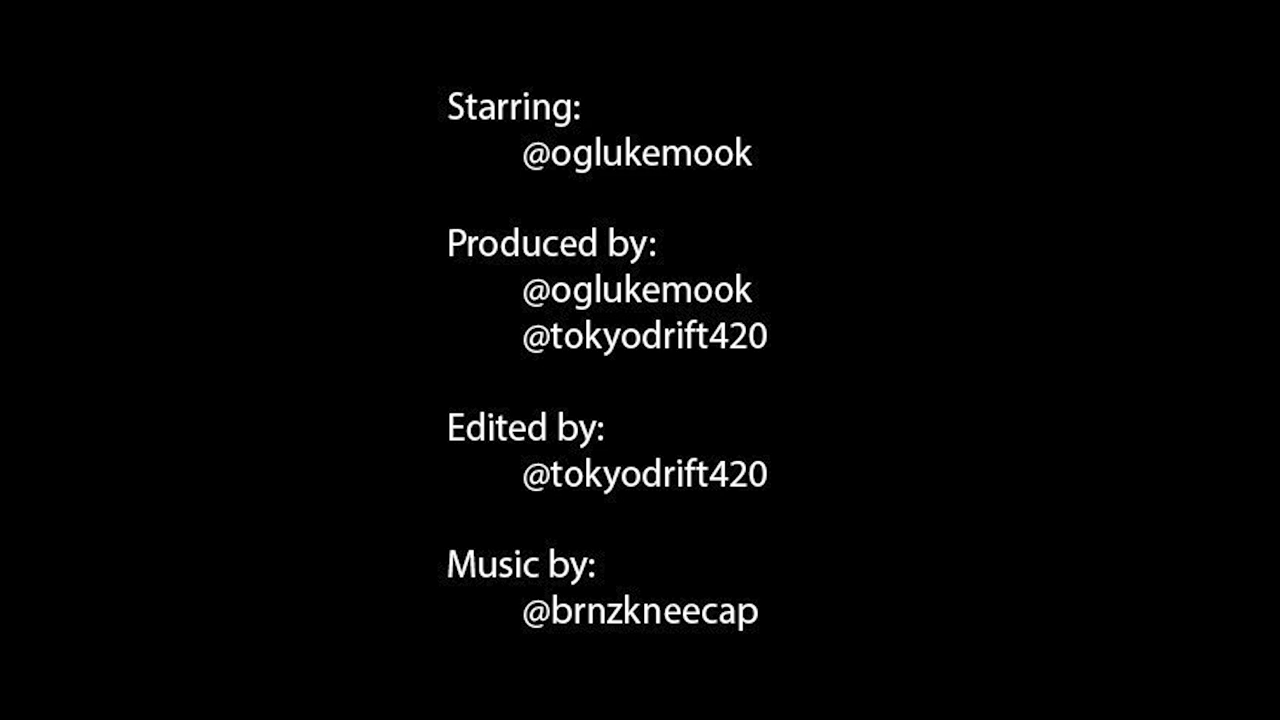 Starring:
@oglukemook
Produced by:
@oglukemook
@tokyodrift420
Edited by:
@tokyodrift420
Music by:
@brnzkneecap